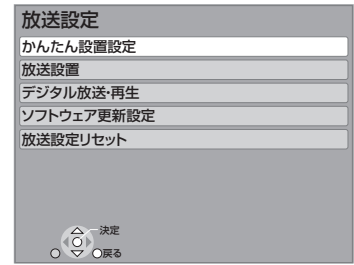 放送設定
かんたん設置設定
放送設置
デジタル放送・再生
ソフトウェア更新設定
放送設定リセット
決定
戻る